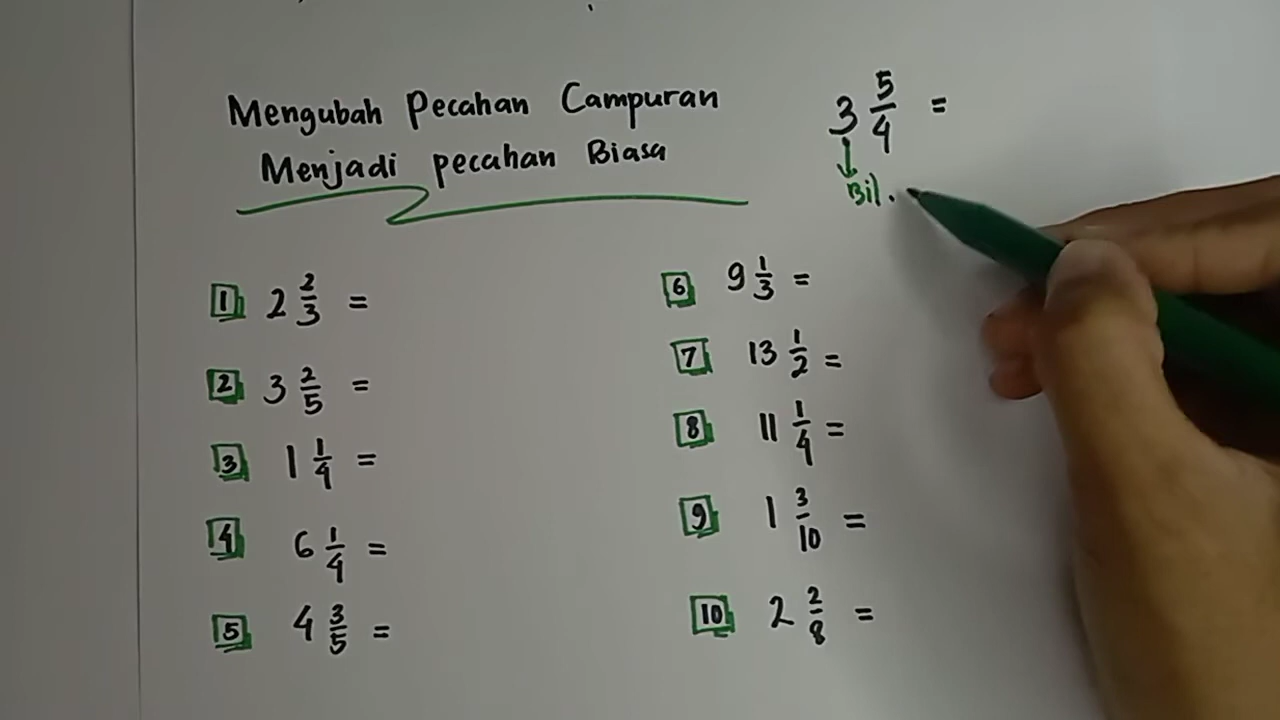 Mengubah Pecahan Campuran
Menjadi pecahan Biasa
3 5/4 =
Bil.
1 2 2/3 =
2 3 2/5 =
3 1 1/4 =
4 6 1/4 =
5 4 3/5 =
6 9 1/3 =
7 13 1/2 =
8 11 1/4 =
9 1 3/10 =
10 2 2/8 =